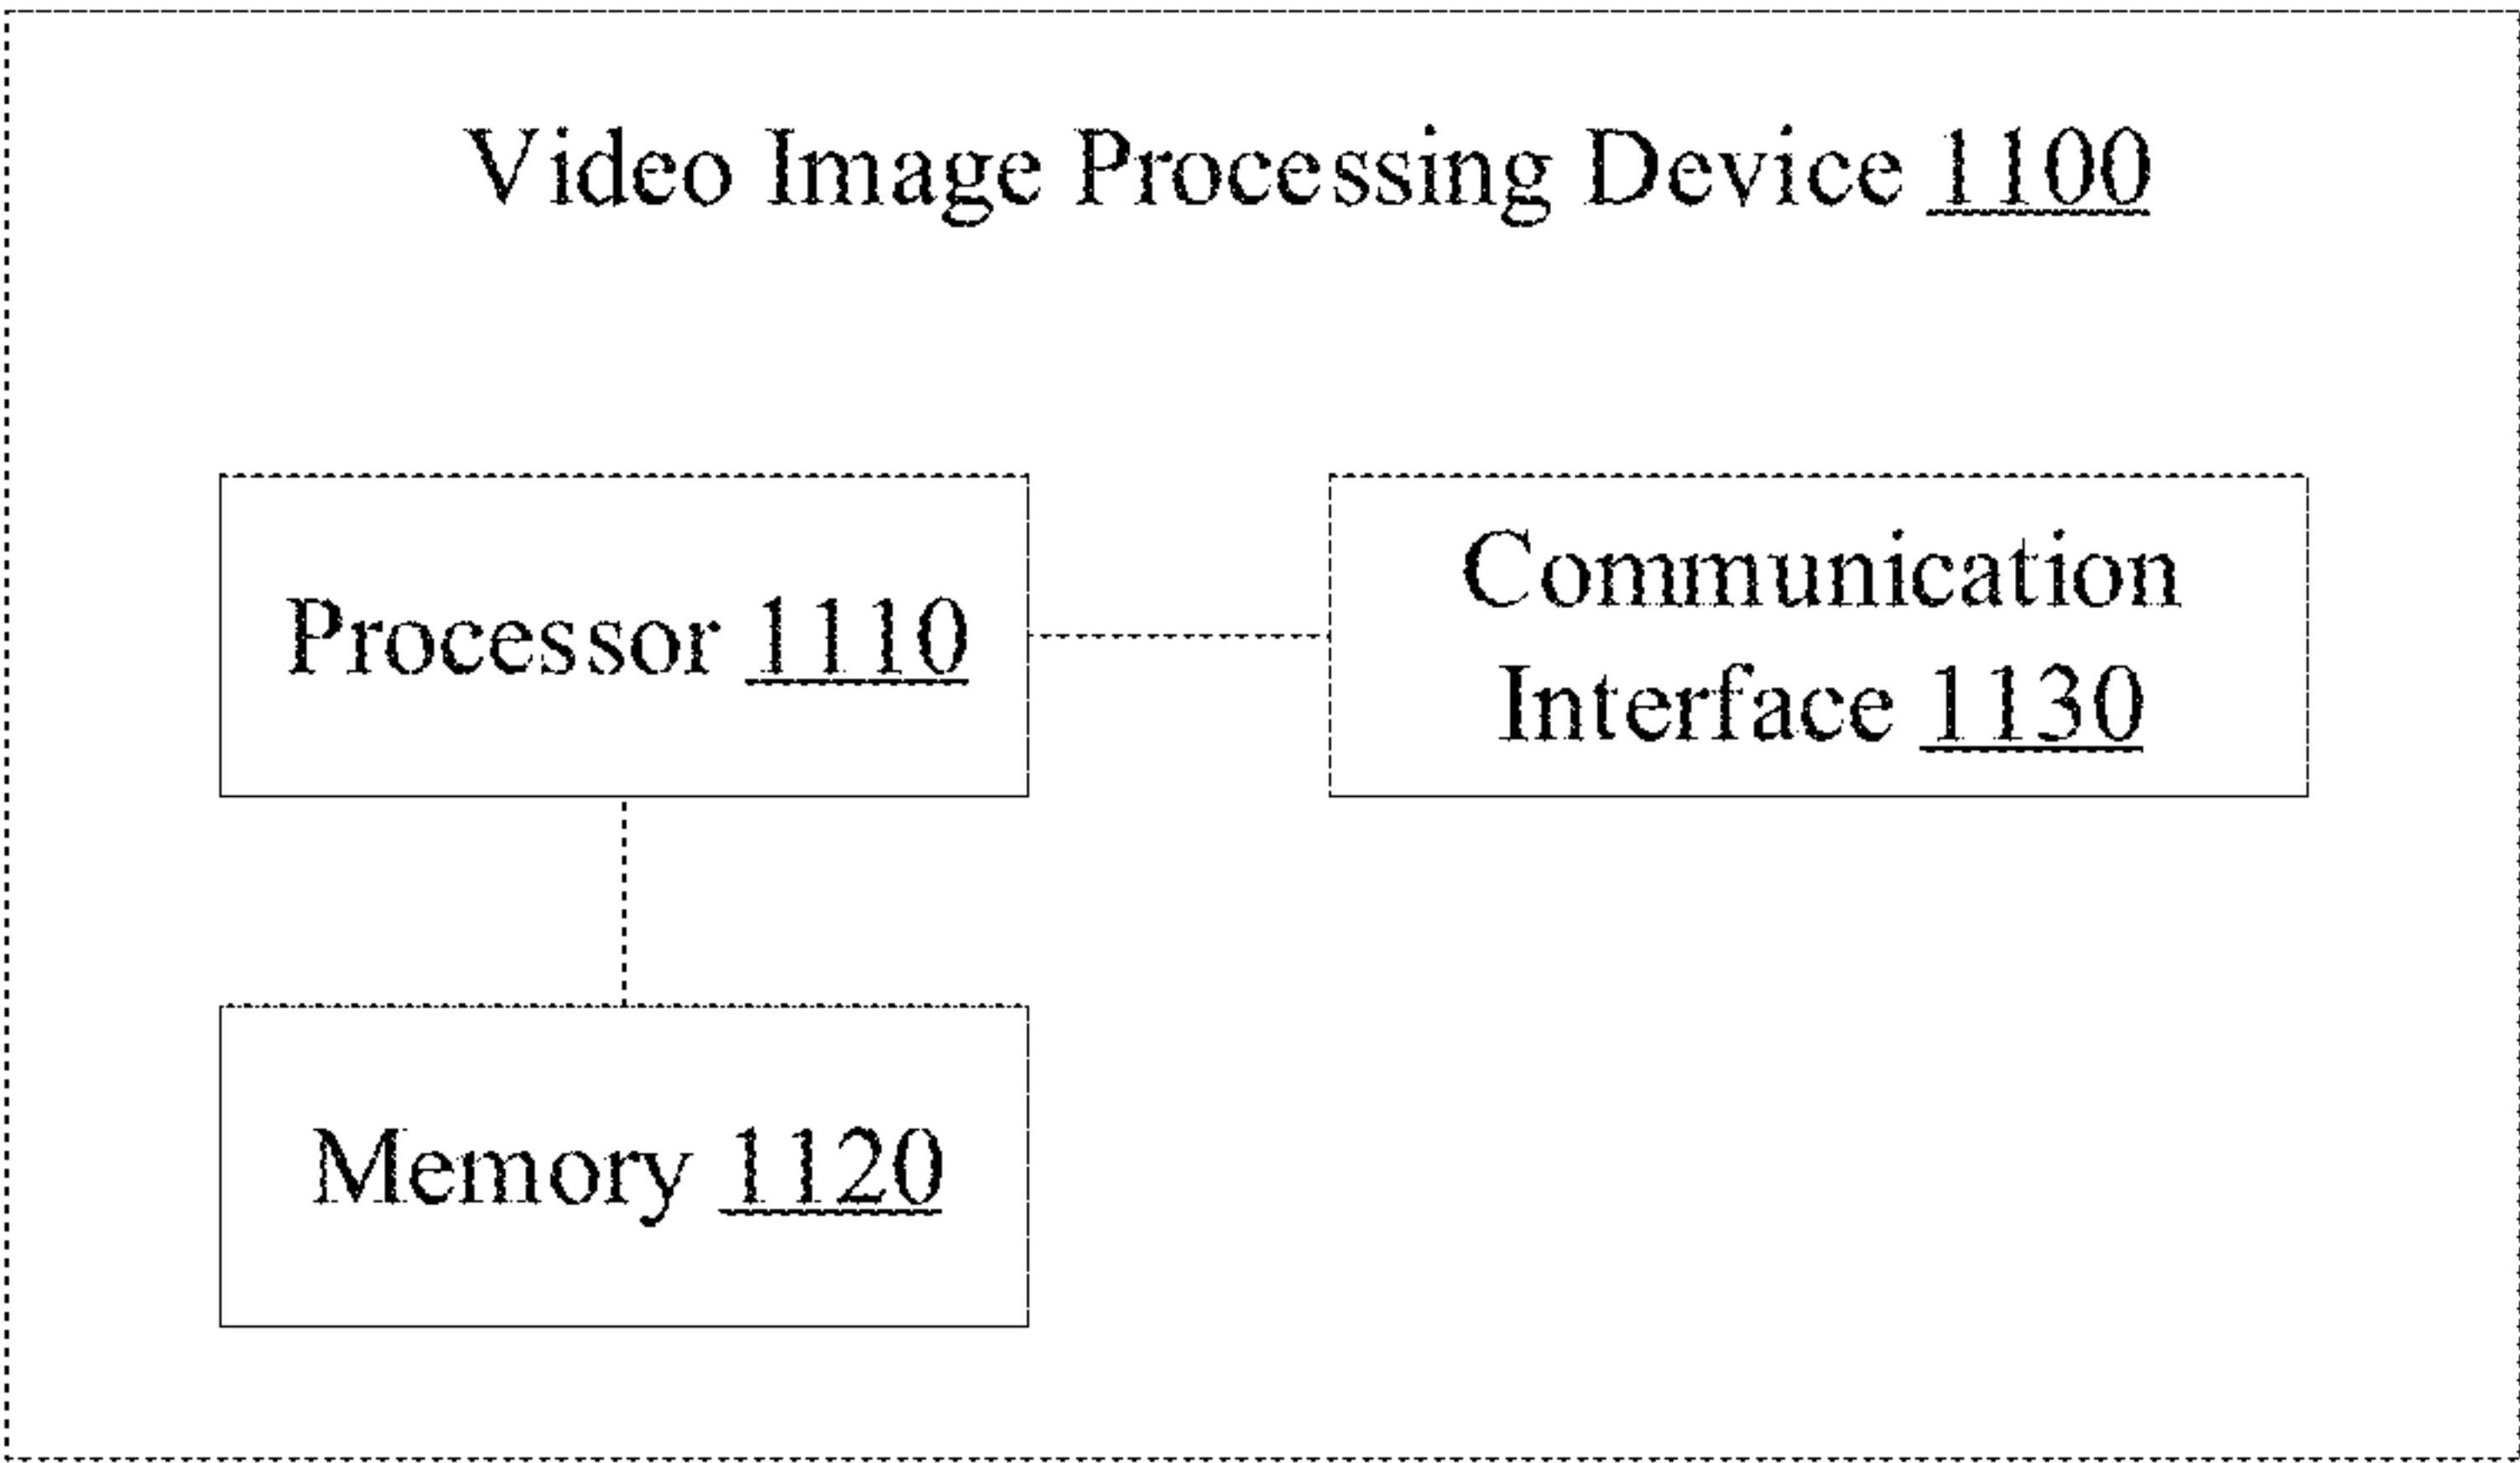 Video Image Processing Device 1100
Processor 1110
Communication
Interface 1130
Memory 1120